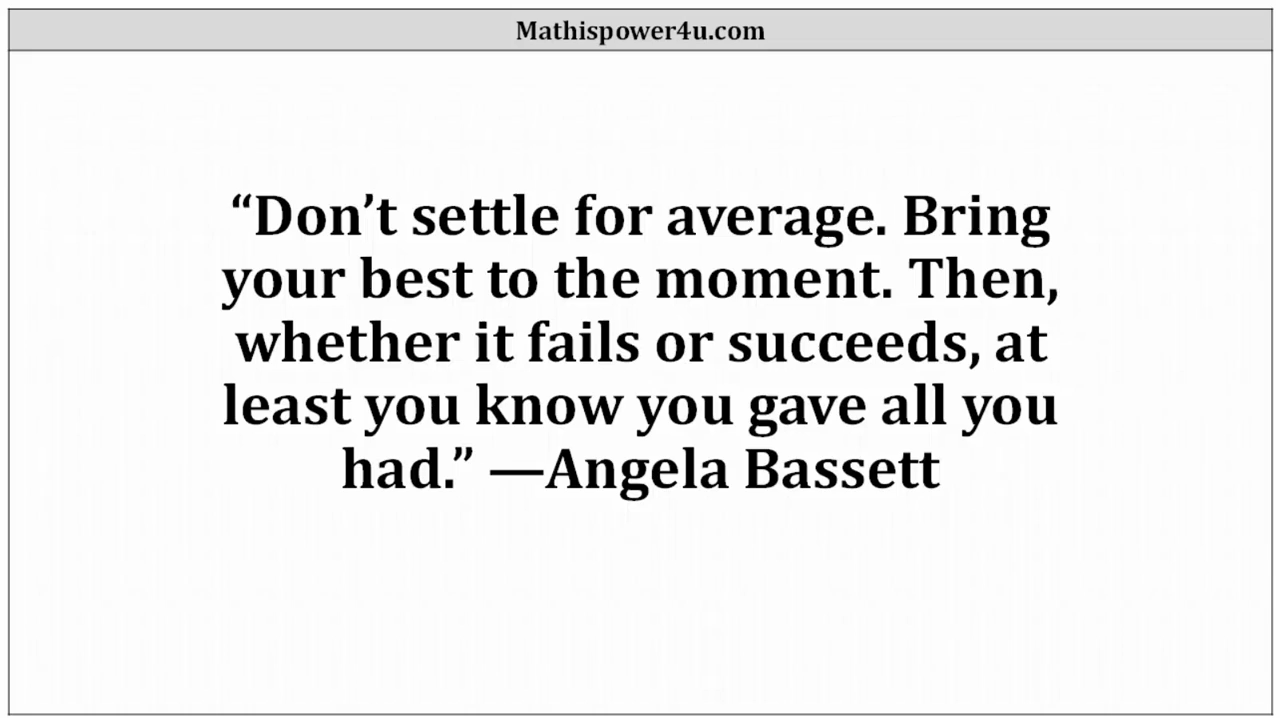 Mathispower4u.com
“Don’t settle for average. Bring
your best to the moment. Then,
whether it fails or succeeds, at
least you know you gave all you
had.” —Angela Bassett